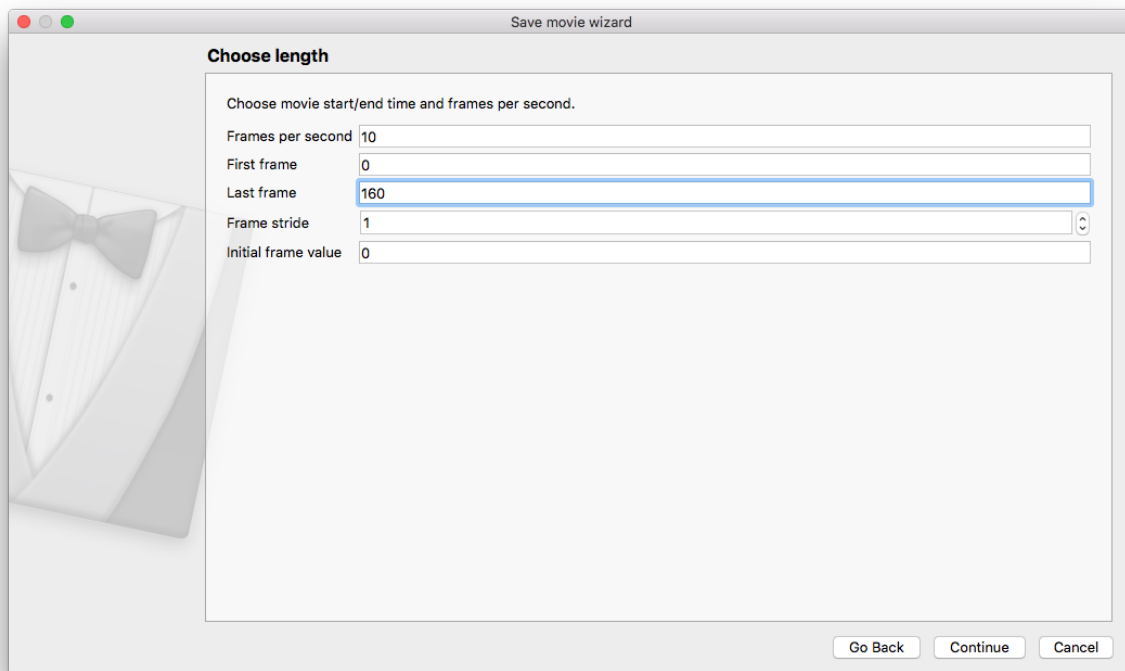 Save movie wizard
Choose length
Choose movie start/end time and frames per second.
Frames per second 10
First frame 0
Last frame 160
Frame stride 1
Initial frame value 0
Go Back Continue Cancel